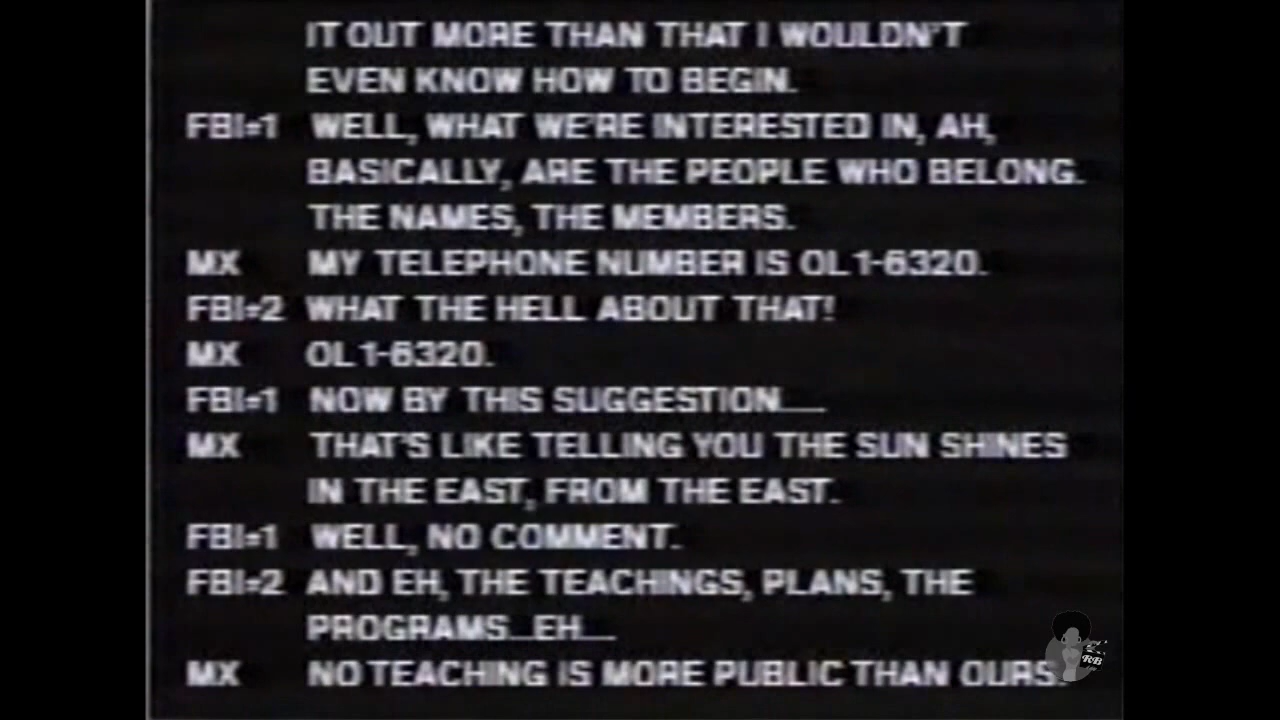 IT OUT MORE THAN THAT I WOULDN'T
EVEN KNOW HOW TO BEGIN.
FBI#1 WELL, WHAT WE'RE INTERESTED IN, AH,
BASICALLY, ARE THE PEOPLE WHO BELONG.
THE NAMES, THE MEMBERS.
MX MY TELEPHONE NUMBER IS OL1-6320.
FBI#2 WHAT THE HELL ABOUT THAT!
MX OL1-6320.
FBI#1 NOW BY THIS SUGGESTION.....
MX THAT'S LIKE TELLING YOU THE SUN SHINES
IN THE EAST, FROM THE EAST.
FBI#1 WELL, NO COMMENT.
FBI#2 AND EH, THE TEACHINGS, PLANS, THE
PROGRAMS...EH....
MX NO TEACHING IS MORE PUBLIC THAN OURS.
RB